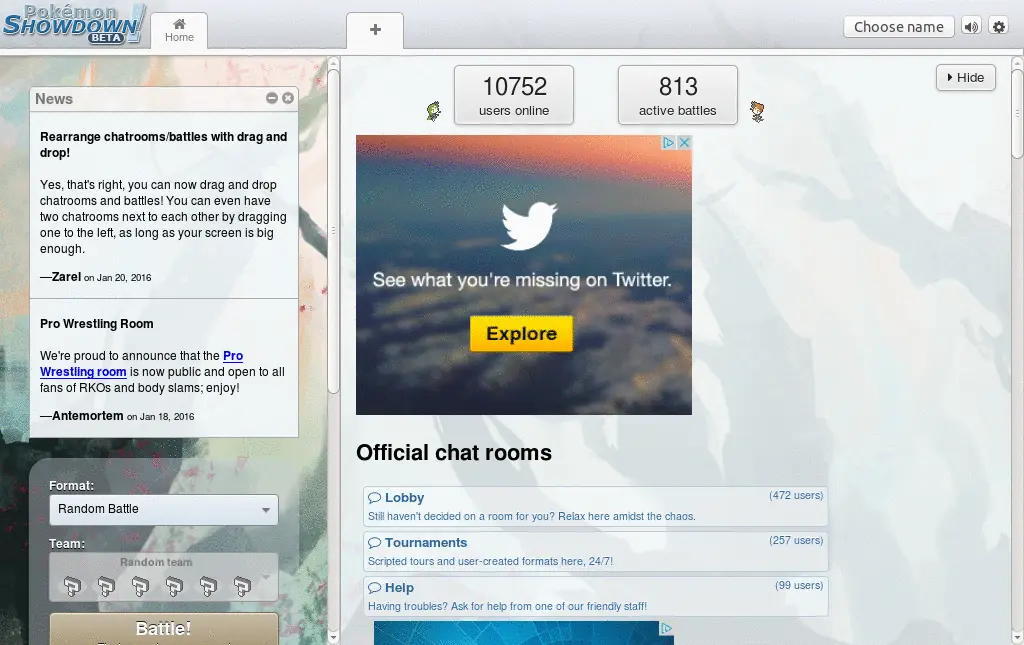 Pokémon
SHOWDOWN!
BETA
Home
+
Choose name
News
Rearrange chatrooms/battles with drag and
drop!
Yes, that's right, you can now drag and drop
chatrooms and battles! You can even have
two chatrooms next to each other by dragging
one to the left, as long as your screen is big
enough.
—Zarel on Jan 20, 2016
Pro Wrestling Room
We're proud to announce that the Pro
Wrestling room is now public and open to all
fans of RKOs and body slams; enjoy!
—Antemortem on Jan 18, 2016
Format:
Random Battle
Team:
Random team
? ? ? ? ? ?
Battle!
10752
users online
813
active battles
Hide
See what you're missing on Twitter.
Explore
Official chat rooms
Lobby (472 users)
Still haven't decided on a room for you? Relax here amidst the chaos.
Tournaments (257 users)
Scripted tours and user-created formats here, 24/7!
Help (99 users)
Having troubles? Ask for help from one of our friendly staff!